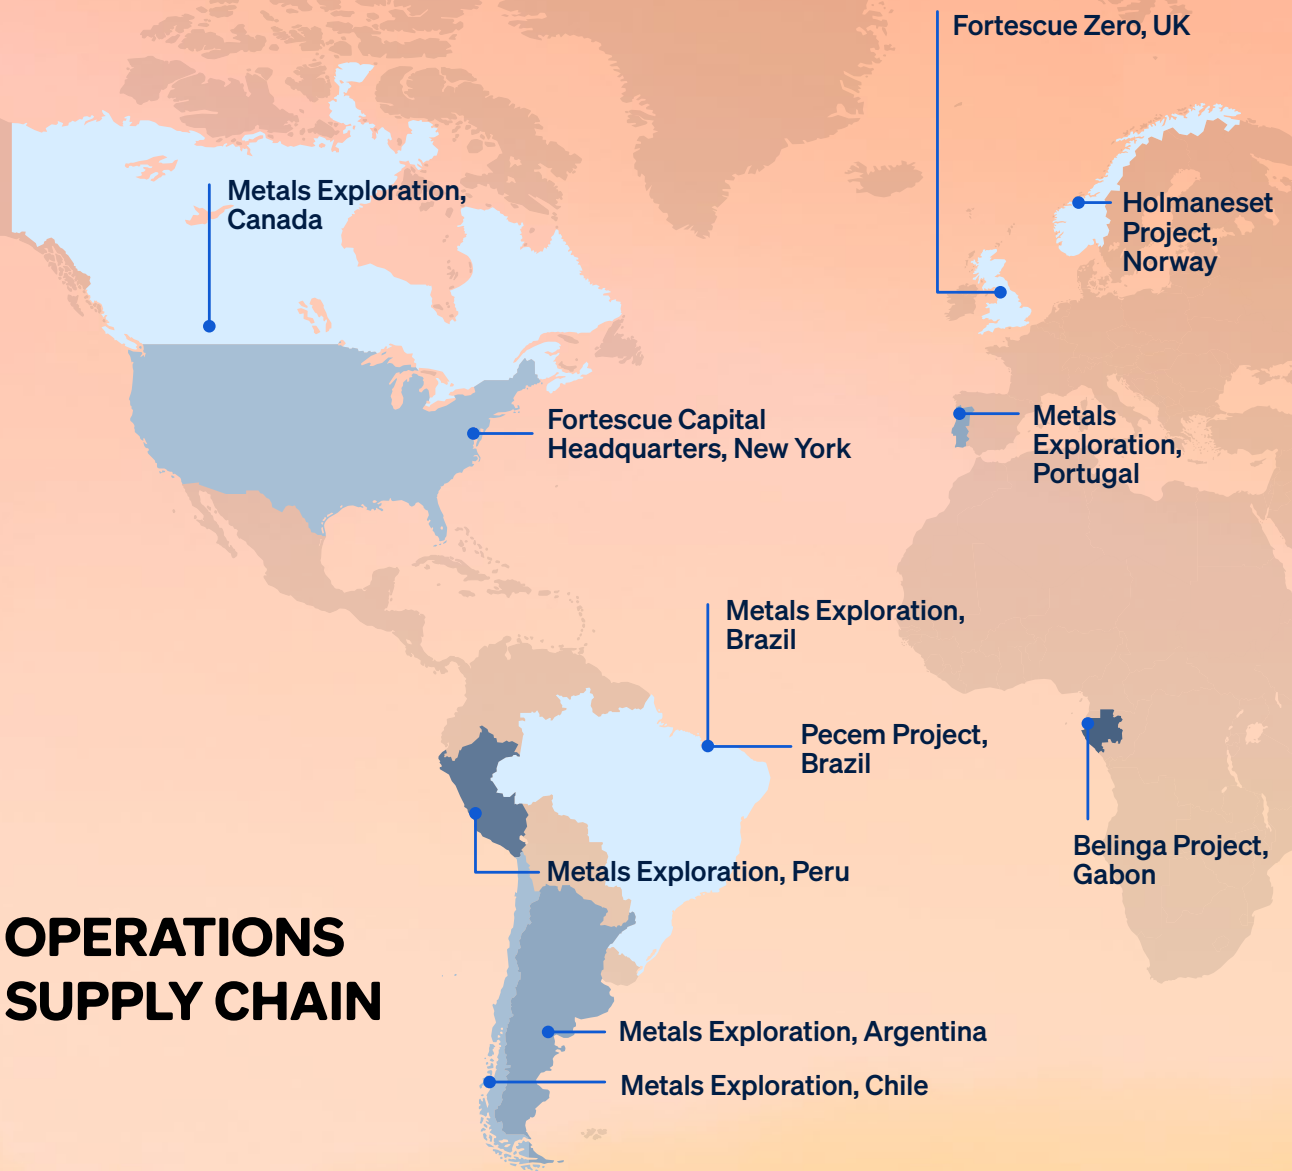 Fortescue Zero, UK
Metals Exploration,
Canada
Holmaneset
Project,
Norway
Fortescue Capital
Headquarters, New York
Metals
Exploration,
Portugal
Metals Exploration,
Brazil
Pecem Project,
Brazil
Belinga Project,
Gabon
Metals Exploration, Peru
OPERATIONS
SUPPLY CHAIN
Metals Exploration, Argentina
Metals Exploration, Chile